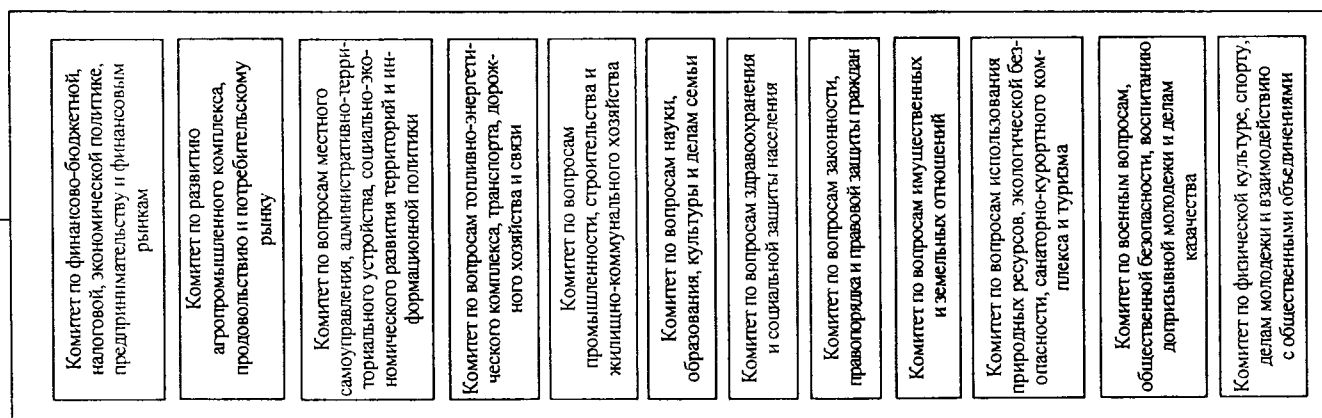 Комитет по финансово-бюджетной,
налоговой, экономической политике,
предпринимательству и финансовым
рынкам
Комитет по развитию
агропромышленного комплекса,
продовольствию и потребительскому
рынку
Комитет по вопросам местного
самоуправления, административно-терри-
ториального устройства, социально-эко-
номического развития территорий и ин-
формационной политики
Комитет по вопросам топливно-энергети-
ческого комплекса, транспорта, дорож-
ного хозяйства и связи
Комитет по вопросам
промышленности, строительства и
жилищно-коммунального хозяйства
Комитет по вопросам науки,
образования, культуры и делам семьи
Комитет по вопросам здравоохранения
и социальной защиты населения
Комитет по вопросам законности,
правопорядка и правовой защиты граждан
Комитет по вопросам имущественных
и земельных отношений
Комитет по вопросам использования
природных ресурсов, экологической без-
опасности, санаторно-курортного ком-
плекса и туризма
Комитет по военным вопросам,
общественной безопасности, воспитанию
допризывной молодежи и делам
казачества
Комитет по физической культуре, спорту,
делам молодежи и взаимодействию
с общественными объединениями